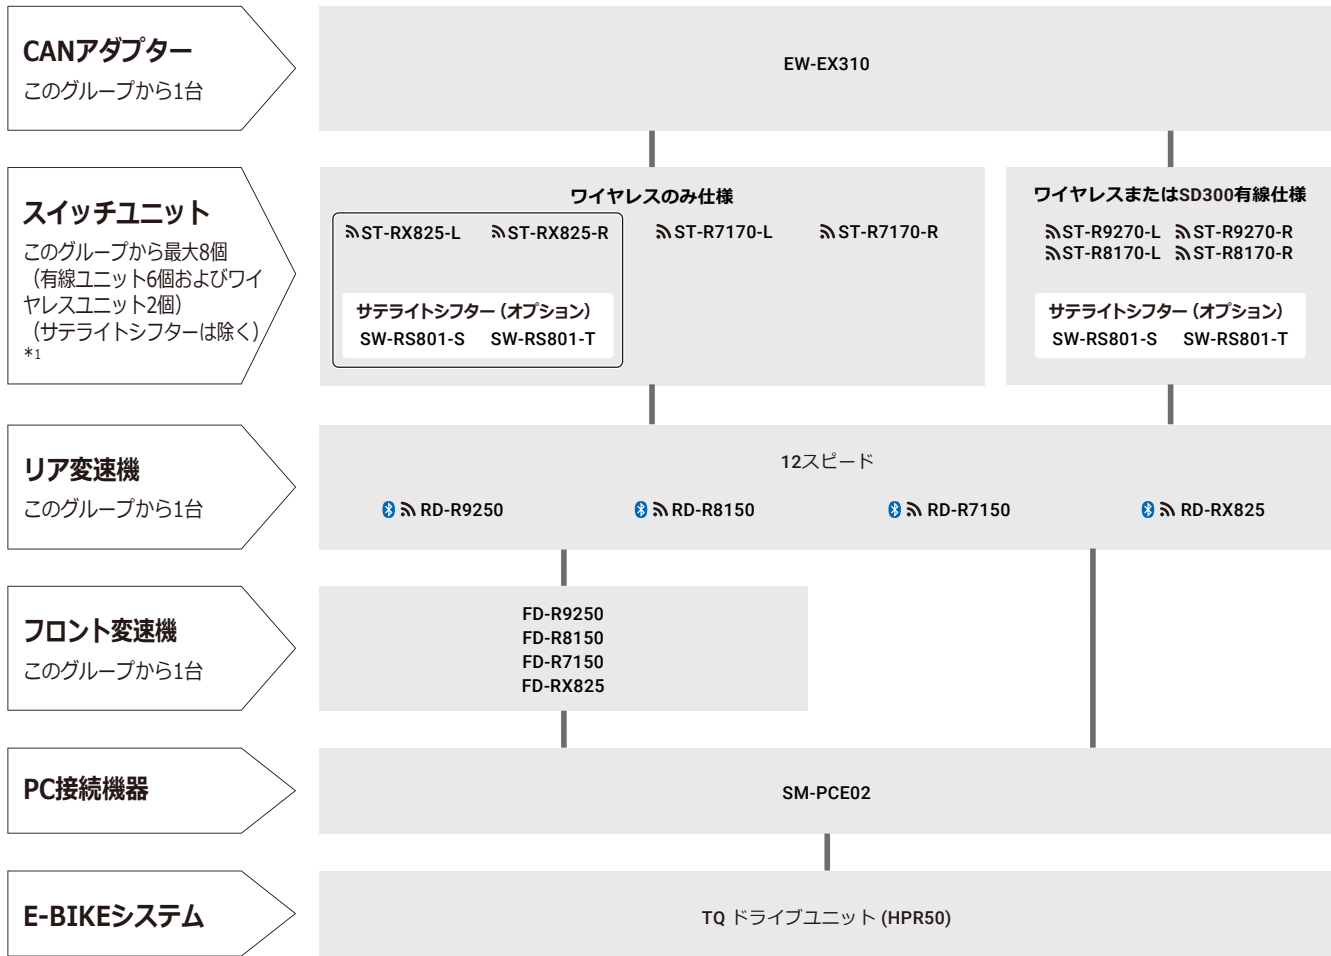 CANアダプター
このグループから1台
EW-EX310
スイッチユニット
このグループから最大8個
（有線ユニット6個およびワイ
ヤレスユニット2個）
（サテライトシフターは除く）
*1
ワイヤレスのみ仕様
ST-RX825-L ST-RX825-R ST-R7170-L ST-R7170-R
サテライトシフター（オプション）
SW-RS801-S SW-RS801-T
ワイヤレスまたはSD300有線仕様
ST-R9270-L ST-R9270-R
ST-R8170-L ST-R8170-R
サテライトシフター（オプション）
SW-RS801-S SW-RS801-T
リア変速機
このグループから1台
12スピード
RD-R9250 RD-R8150 RD-R7150 RD-RX825
フロント変速機
このグループから1台
FD-R9250
FD-R8150
FD-R7150
FD-RX825
PC接続機器
SM-PCE02
E-BIKEシステム
TQ ドライブユニット (HPR50)